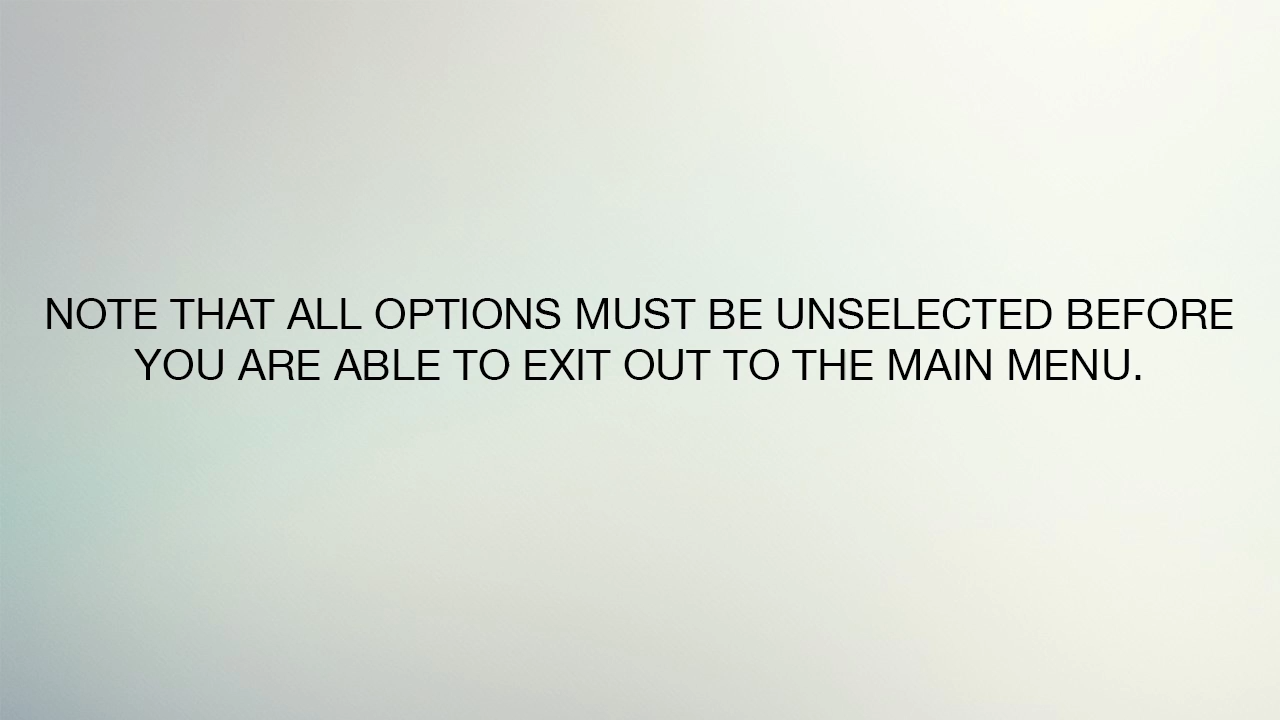 NOTE THAT ALL OPTIONS MUST BE UNSELECTED BEFORE
YOU ARE ABLE TO EXIT OUT TO THE MAIN MENU.